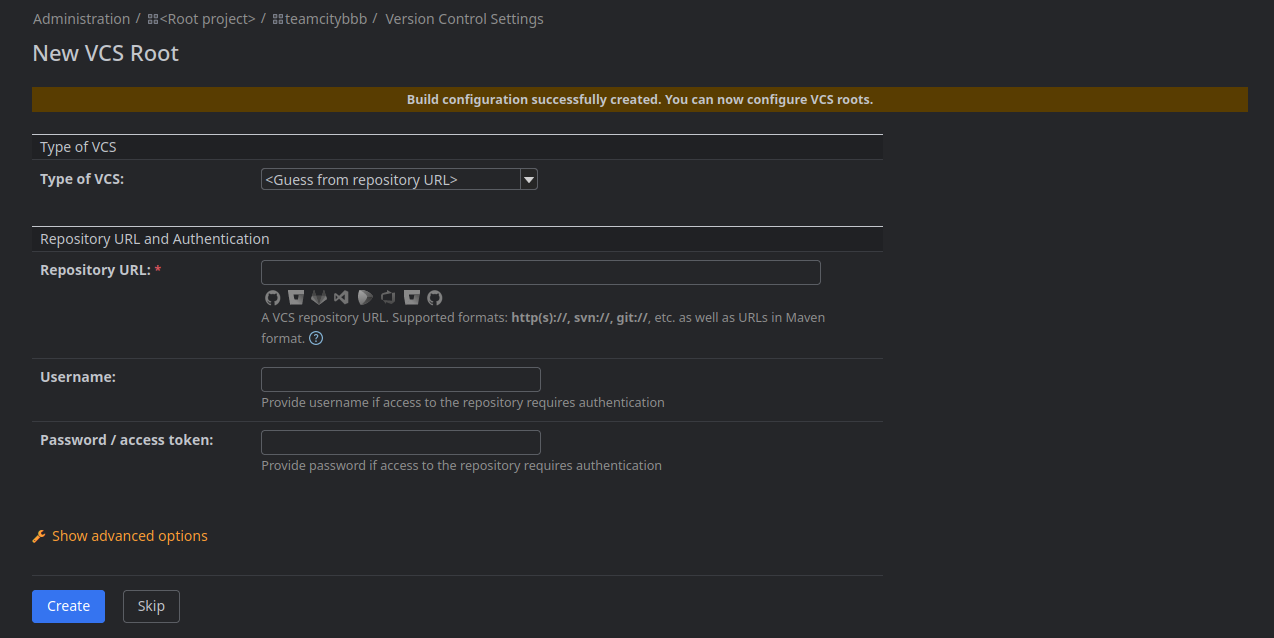 Administration / <Root project> / teamcitybbb / Version Control Settings
New VCS Root
Build configuration successfully created. You can now configure VCS roots.
Type of VCS
Type of VCS: <Guess from repository URL>
Repository URL and Authentication
Repository URL: *
A VCS repository URL. Supported formats: http(s)://, svn://, git://, etc. as well as URLs in Maven
format. ?
Username:
Provide username if access to the repository requires authentication
Password / access token:
Provide password if access to the repository requires authentication
Show advanced options
Create Skip